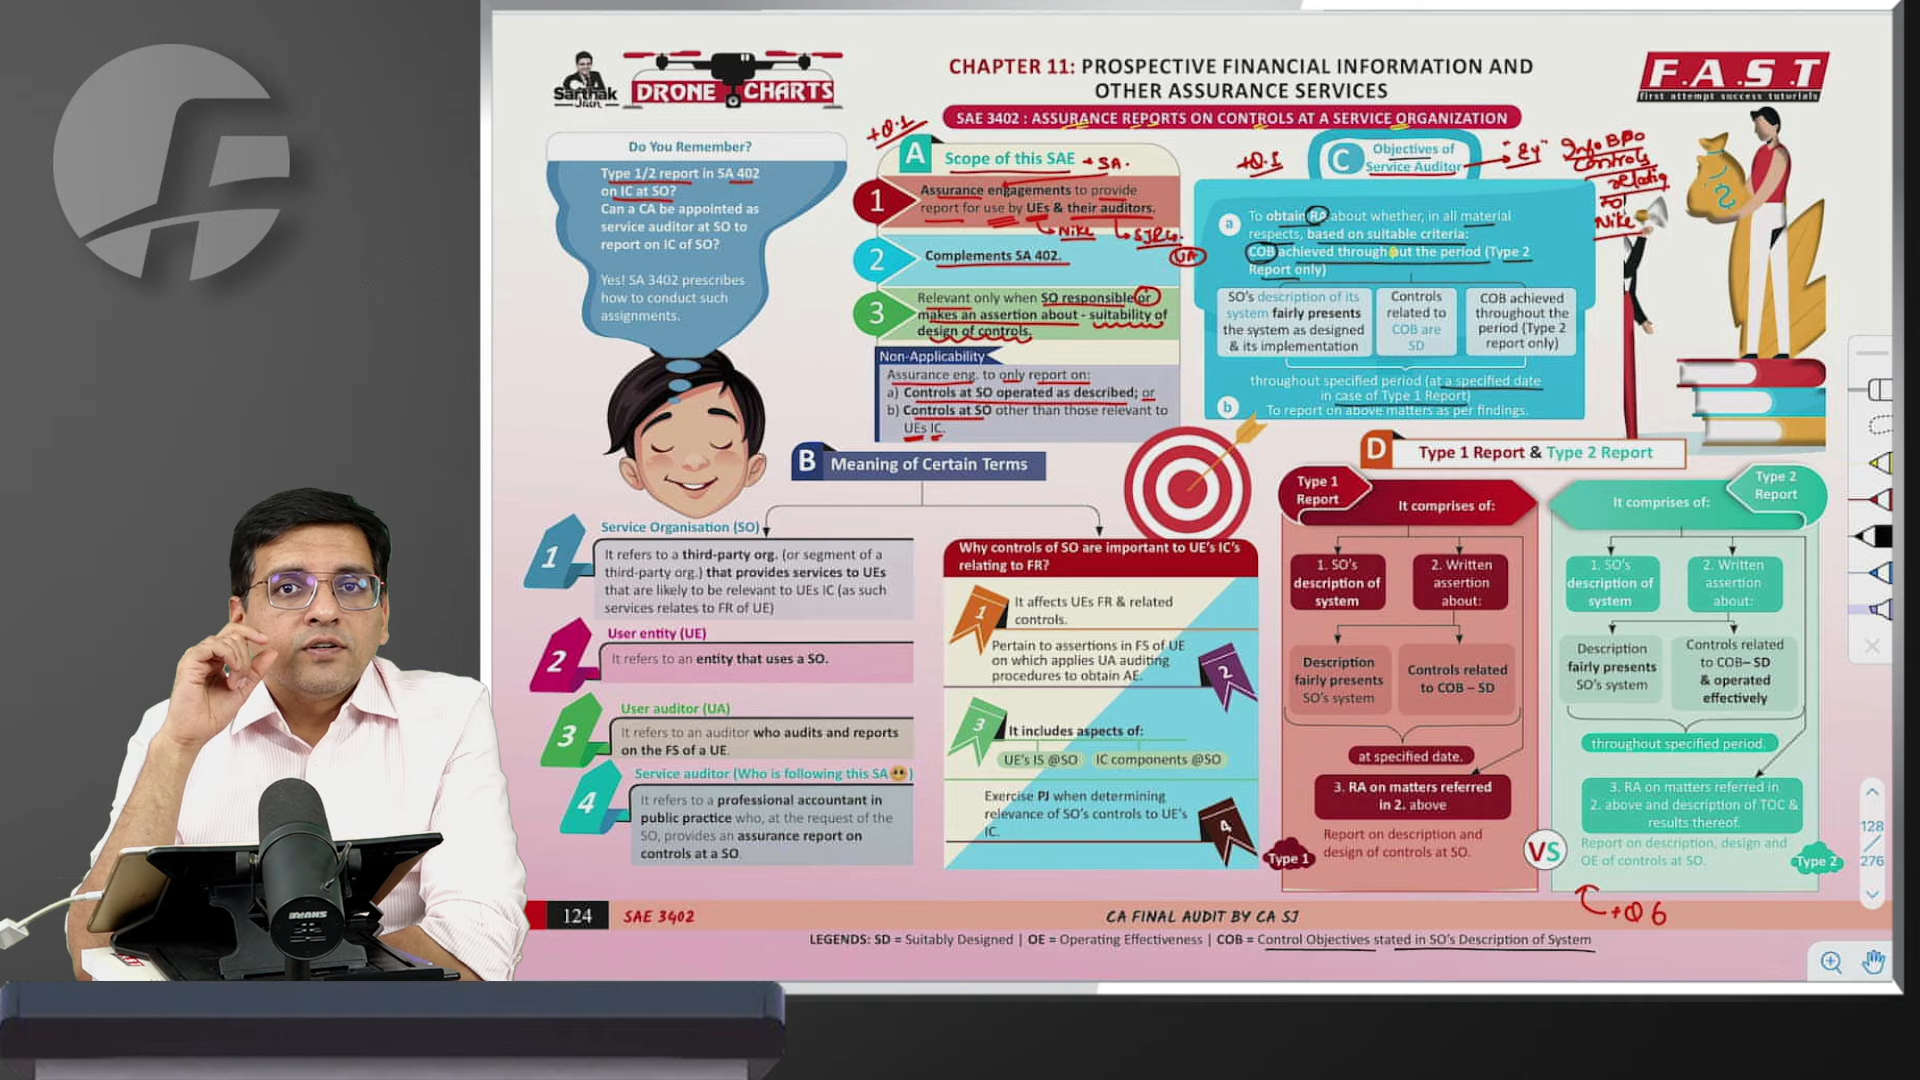 Sarthak
Jain
DRONE CHARTS
CHAPTER 11: PROSPECTIVE FINANCIAL INFORMATION AND
OTHER ASSURANCE SERVICES
SAE 3402 : ASSURANCE REPORTS ON CONTROLS AT A SERVICE ORGANIZATION
F.A.S.T
first attempt success tutorials
Do You Remember?
Type 1/2 report in SA 402
on IC at SO?
Can a CA be appointed as
service auditor at SO to
report on IC of SO?
Yes! SA 3402 prescribes
how to conduct such
assignments.
+Q.1
A
Scope of this SAE
SA.
1
Assurance engagements to provide
report for use by UEs & their auditors.
Nike
SJ&Co.
UA
2
Complements SA 402.
3
Relevant only when SO responsible or
makes an assertion about - suitability of
design of controls.
Non-Applicability
Assurance eng. to only report on:
a) Controls at SO operated as described; or
b) Controls at SO other than those relevant to
UEs IC.
+Q.1
C
Objectives of
Service Auditor
"EY"
Info BPO
Controls
relating
to
Nike
a
To obtain RA about whether, in all material
respects, based on suitable criteria:
COB achieved throughout the period (Type 2
Report only)
SO's description of its
system fairly presents
the system as designed
& its implementation
Controls
related to
COB are
SD
COB achieved
throughout the
period (Type 2
report only)
throughout specified period (at a specified date
in case of Type 1 Report)
b
To report on above matters as per findings.
B
Meaning of Certain Terms
1
Service Organisation (SO)
It refers to a third-party org. (or segment of a
third-party org.) that provides services to UEs
that are likely to be relevant to UEs IC (as such
services relates to FR of UE)
2
User entity (UE)
It refers to an entity that uses a SO.
3
User auditor (UA)
It refers to an auditor who audits and reports
on the FS of a UE.
4
Service auditor (Who is following this SA )
It refers to a professional accountant in
public practice who, at the request of the
SO, provides an assurance report on
controls at a SO
Why controls of SO are important to UE's IC's
relating to FR?
1
It affects UEs FR & related
controls.
Pertain to assertions in FS of UE
on which applies UA auditing
procedures to obtain AE.
2
3
It includes aspects of:
UE's IS @SO
IC components @SO
Exercise PJ when determining
relevance of SO's controls to UE's
IC.
4
D
Type 1 Report & Type 2 Report
Type 1
Report
It comprises of:
1. SO's
description of
system
2. Written
assertion
about:
Description
fairly presents
SO's system
Controls related
to COB – SD
at specified date.
3. RA on matters referred
in 2. above
Type 1
Report on description and
design of controls at SO.
VS
It comprises of:
Type 2
Report
1. SO's
description of
system
2. Written
assertion
about:
Description
fairly presents
SO's system
Controls related
to COB– SD
& operated
effectively
throughout specified period.
3. RA on matters referred in
2. above and description of TOC &
results thereof.
Report on description, design and
OE of controls at SO.
Type 2
+Q 6
128
276
124
SAE 3402
CA FINAL AUDIT BY CA SJ
LEGENDS: SD = Suitably Designed | OE = Operating Effectiveness | COB = Control Objectives stated in SO's Description of System
SHURE